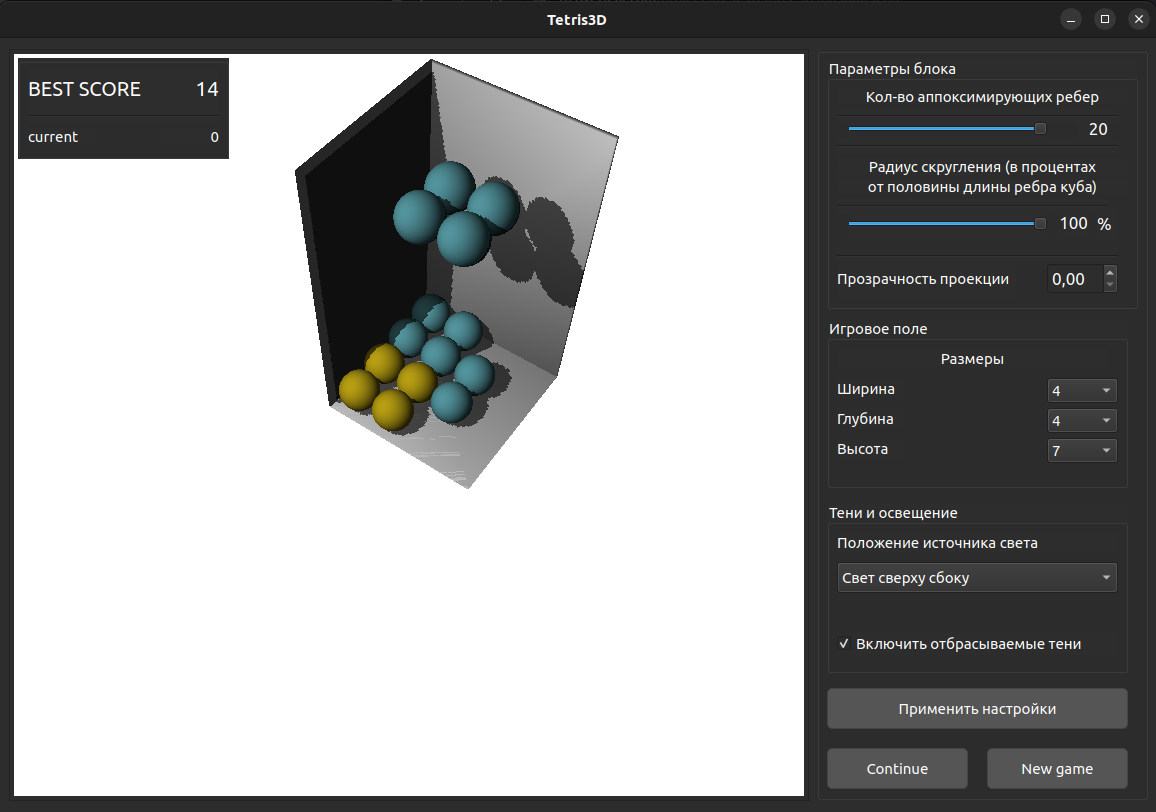 Tetris3D
BEST SCORE 14
current 0
Параметры блока
Кол-во аппоксимирующих ребер
20
Радиус скругления (в процентах
от половины длины ребра куба)
100 %
Прозрачность проекции 0,00
Игровое поле
Размеры
Ширина 4
Глубина 4
Высота 7
Тени и освещение
Положение источника света
Свет сверху сбоку
Включить отбрасываемые тени
Применить настройки
Continue New game